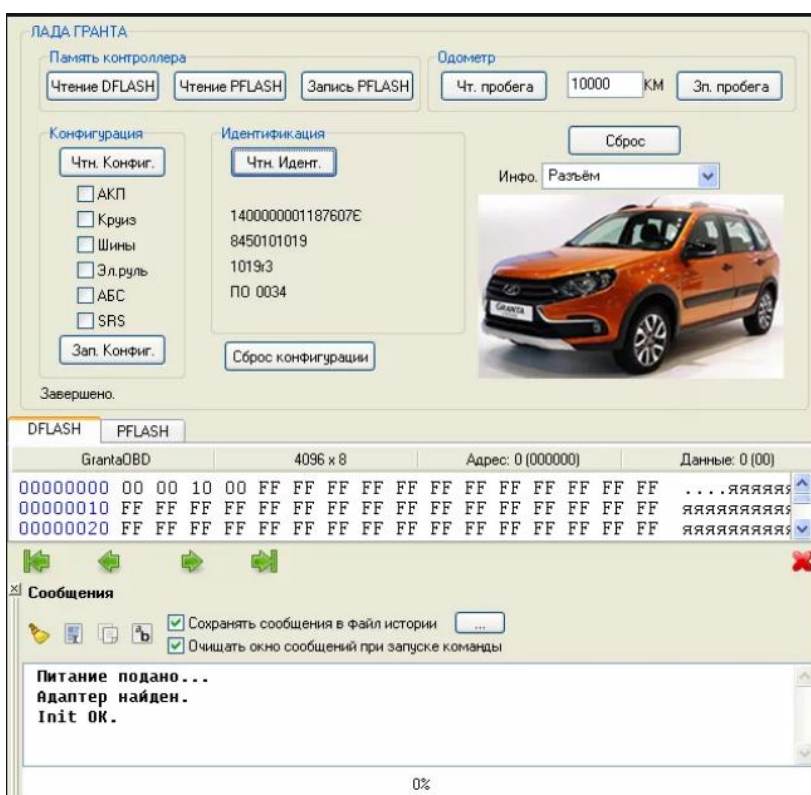 ЛАДА ГРАНТА
Память контроллера
Одометр
Чтение DFLASH Чтение PFLASH Запись PFLASH Чт. пробега 10000 КМ Зп. пробега
Конфигурация
Идентификация
Сброс
Чтн. Конфиг.
Чтн. Идент.
Инфо. Разъём
АКП
Круиз
Шины
Эл.руль
АБС
SRS
1400000001187607Є
8450101019
1019г3
ПО 0034
GRANTA
Зап. Конфиг.
Сброс конфигурации
Завершено.
DFLASH PFLASH
GrantaOBD 4096 x 8 Адрес: 0 (000000) Данные: 0 (00)
00000000 00 00 10 00 FF FF FF FF FF FF FF FF FF FF FF FF ....яяяяяя
00000010 FF FF FF FF FF FF FF FF FF FF FF FF FF FF FF FF яяяяяяяяяя
00000020 FF FF FF FF FF FF FF FF FF FF FF FF FF FF FF FF яяяяяяяяяя
Сообщения
Сохранять сообщения в файл истории ...
Очищать окно сообщений при запуске команды
Питание подано...
Адаптер найден.
Init OK.
0%